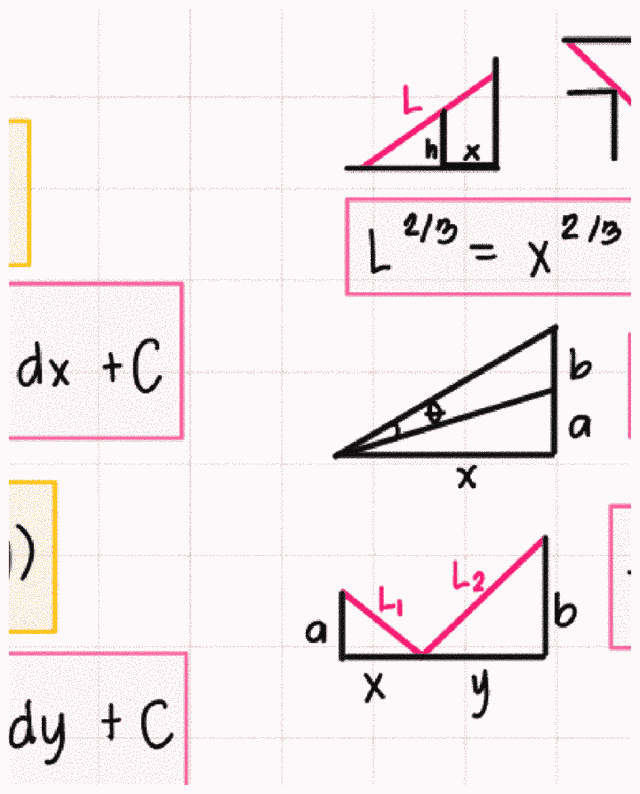 L
h x
L^{2/3} = x^{2/3}
dx + C
b
θ
a
x
)
L₁ L₂
a b
x y
dy + C